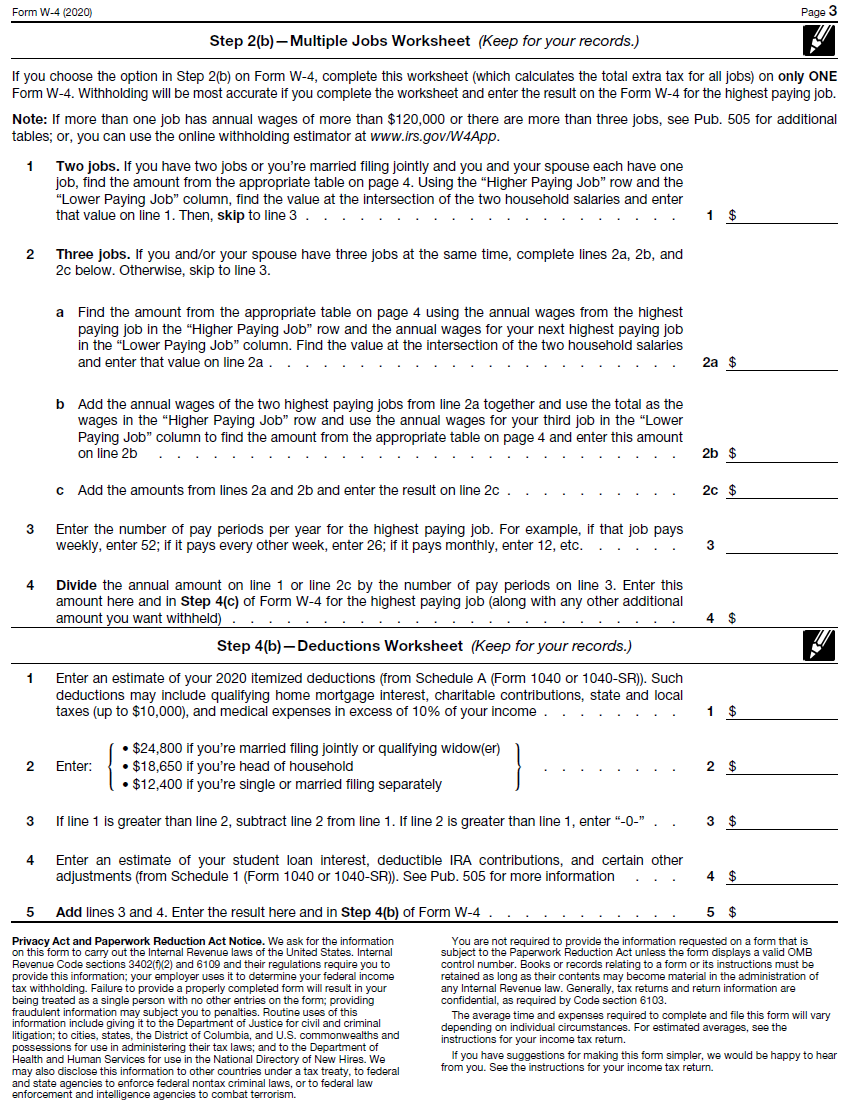 Form W-4 (2020)
Page 3
Step 2(b)—Multiple Jobs Worksheet (Keep for your records.)
If you choose the option in Step 2(b) on Form W-4, complete this worksheet (which calculates the total extra tax for all jobs) on only ONE
Form W-4. Withholding will be most accurate if you complete the worksheet and enter the result on the Form W-4 for the highest paying job.
Note: If more than one job has annual wages of more than $120,000 or there are more than three jobs, see Pub. 505 for additional
tables; or, you can use the online withholding estimator at www.irs.gov/W4App.
1 Two jobs. If you have two jobs or you’re married filing jointly and you and your spouse each have one
job, find the amount from the appropriate table on page 4. Using the “Higher Paying Job” row and the
“Lower Paying Job” column, find the value at the intersection of the two household salaries and enter
that value on line 1. Then, skip to line 3 . . . . . . . . . . . . . . . . . . . . . 1 $
2 Three jobs. If you and/or your spouse have three jobs at the same time, complete lines 2a, 2b, and
2c below. Otherwise, skip to line 3.
a Find the amount from the appropriate table on page 4 using the annual wages from the highest
paying job in the “Higher Paying Job” row and the annual wages for your next highest paying job
in the “Lower Paying Job” column. Find the value at the intersection of the two household salaries
and enter that value on line 2a . . . . . . . . . . . . . . . . . . . . . . . 2a $
b Add the annual wages of the two highest paying jobs from line 2a together and use the total as the
wages in the “Higher Paying Job” row and use the annual wages for your third job in the “Lower
Paying Job” column to find the amount from the appropriate table on page 4 and enter this amount
on line 2b . . . . . . . . . . . . . . . . . . . . . . . . . . . . . 2b $
c Add the amounts from lines 2a and 2b and enter the result on line 2c . . . . . . . . . . 2c $
3 Enter the number of pay periods per year for the highest paying job. For example, if that job pays
weekly, enter 52; if it pays every other week, enter 26; if it pays monthly, enter 12, etc. . . . . . 3
4 Divide the annual amount on line 1 or line 2c by the number of pay periods on line 3. Enter this
amount here and in Step 4(c) of Form W-4 for the highest paying job (along with any other additional
amount you want withheld) . . . . . . . . . . . . . . . . . . . . . . . . . 4 $
Step 4(b)—Deductions Worksheet (Keep for your records.)
1 Enter an estimate of your 2020 itemized deductions (from Schedule A (Form 1040 or 1040-SR)). Such
deductions may include qualifying home mortgage interest, charitable contributions, state and local
taxes (up to $10,000), and medical expenses in excess of 10% of your income . . . . . . . . 1 $
• $24,800 if you’re married filing jointly or qualifying widow(er)
2 Enter: • $18,650 if you’re head of household . . . . . . . . 2 $
• $12,400 if you’re single or married filing separately
3 If line 1 is greater than line 2, subtract line 2 from line 1. If line 2 is greater than line 1, enter “-0-” . . 3 $
4 Enter an estimate of your student loan interest, deductible IRA contributions, and certain other
adjustments (from Schedule 1 (Form 1040 or 1040-SR)). See Pub. 505 for more information . . . 4 $
5 Add lines 3 and 4. Enter the result here and in Step 4(b) of Form W-4 . . . . . . . . . . . 5 $
Privacy Act and Paperwork Reduction Act Notice. We ask for the information
on this form to carry out the Internal Revenue laws of the United States. Internal
Revenue Code sections 3402(f)(2) and 6109 and their regulations require you to
provide this information; your employer uses it to determine your federal income
tax withholding. Failure to provide a properly completed form will result in your
being treated as a single person with no other entries on the form; providing
fraudulent information may subject you to penalties. Routine uses of this
information include giving it to the Department of Justice for civil and criminal
litigation; to cities, states, the District of Columbia, and U.S. commonwealths and
possessions for use in administering their tax laws; and to the Department of
Health and Human Services for use in the National Directory of New Hires. We
may also disclose this information to other countries under a tax treaty, to federal
and state agencies to enforce federal nontax criminal laws, or to federal law
enforcement and intelligence agencies to combat terrorism.
You are not required to provide the information requested on a form that is
subject to the Paperwork Reduction Act unless the form displays a valid OMB
control number. Books or records relating to a form or its instructions must be
retained as long as their contents may become material in the administration of
any Internal Revenue law. Generally, tax returns and return information are
confidential, as required by Code section 6103.
The average time and expenses required to complete and file this form will vary
depending on individual circumstances. For estimated averages, see the
instructions for your income tax return.
If you have suggestions for making this form simpler, we would be happy to hear
from you. See the instructions for your income tax return.